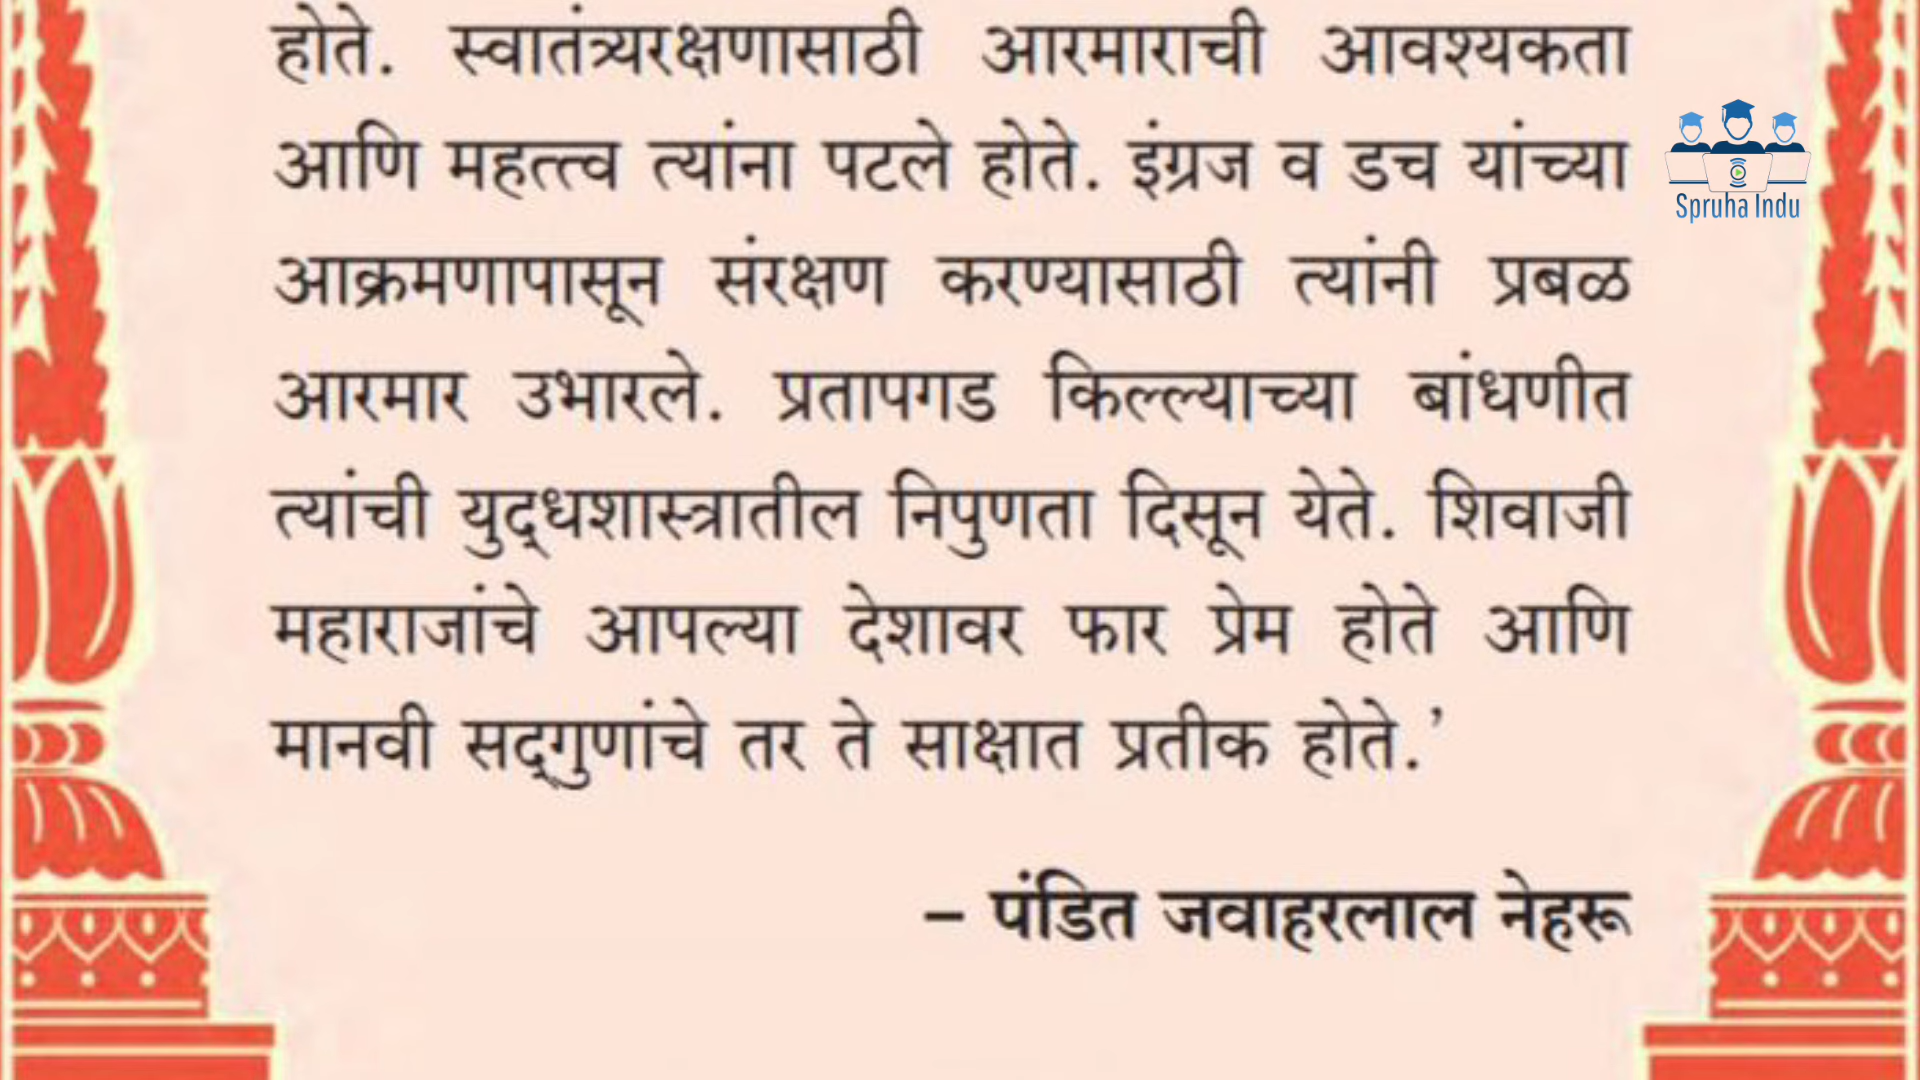 होते. स्वातंत्र्यरक्षणासाठी आरमाराची आवश्यकता
आणि महत्त्व त्यांना पटले होते. इंग्रज व डच यांच्या
आक्रमणापासून संरक्षण करण्यासाठी त्यांनी प्रबळ
आरमार उभारले. प्रतापगड किल्ल्याच्या बांधणीत
त्यांची युद्धशास्त्रातील निपुणता दिसून येते. शिवाजी
महाराजांचे आपल्या देशावर फार प्रेम होते आणि
मानवी सद्‌गुणांचे तर ते साक्षात प्रतीक होते.’
– पंडित जवाहरलाल नेहरू
Spruha Indu